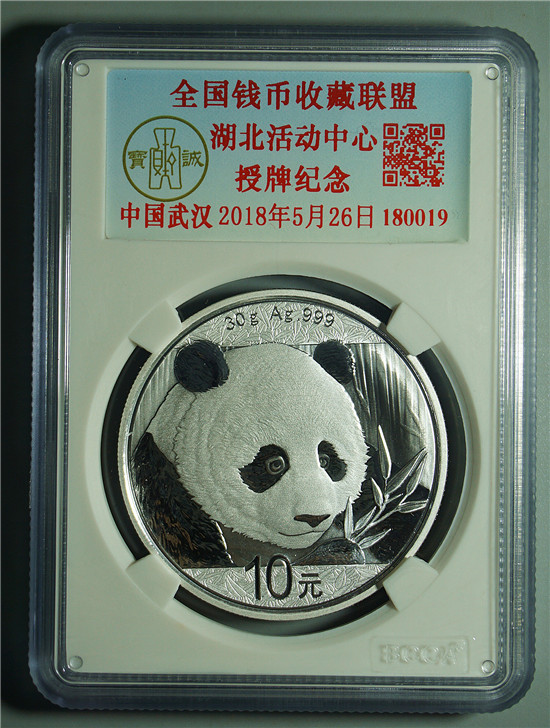 全国钱币收藏联盟
湖北活动中心
寶 誠
授牌纪念
中国武汉 2018年5月26日 180019
30g Ag .999
10元